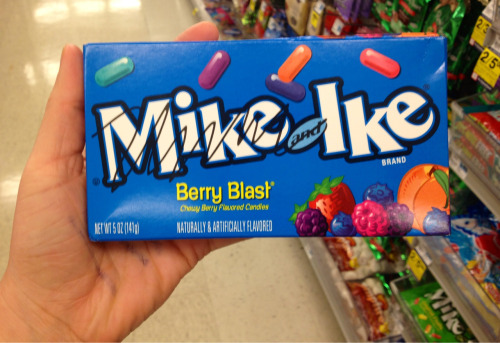 Mike and Ike
BRAND
Berry Blast
Chewy Berry Flavored Candies
NET WT 5 OZ (141g) NATURALLY & ARTIFICIALLY FLAVORED